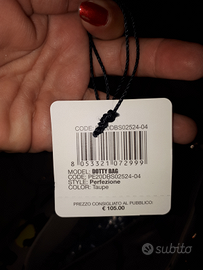 CODE: PE20DBS02524-04
8 053321 072999
MODEL: DOTTY BAG
CODE: PE20DBS02524-04
STYLE: Perfezione
COLOR: Taupe
PREZZO CONSIGLIATO AL PUBBLICO:
€ 105.00
subito